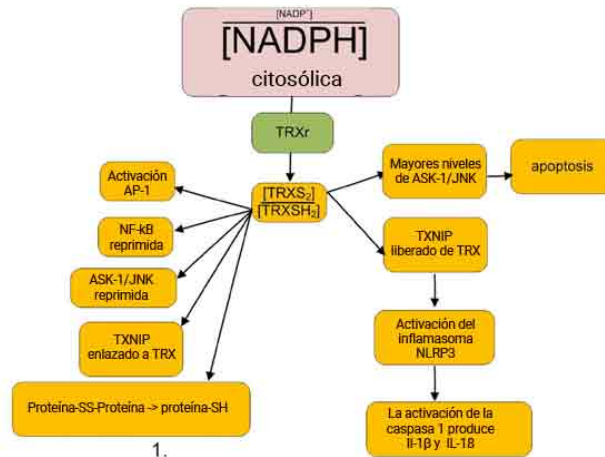 [NADP⁺]
[NADPH]
citosólica
TRXr
Activación
AP-1
NF-kB
reprimida
ASK-1/JNK
reprimida
TXNIP
enlazado a TRX
Proteína-SS-Proteína -> proteína-SH
[TRXS₂]
[TRXSH₂]
Mayores niveles
de ASK-1/JNK
apoptosis
TXNIP
liberado de TRX
Activación del
inflamasoma
NLRP3
La activación de la
caspasa 1 produce
Il-1β y IL-18
1.